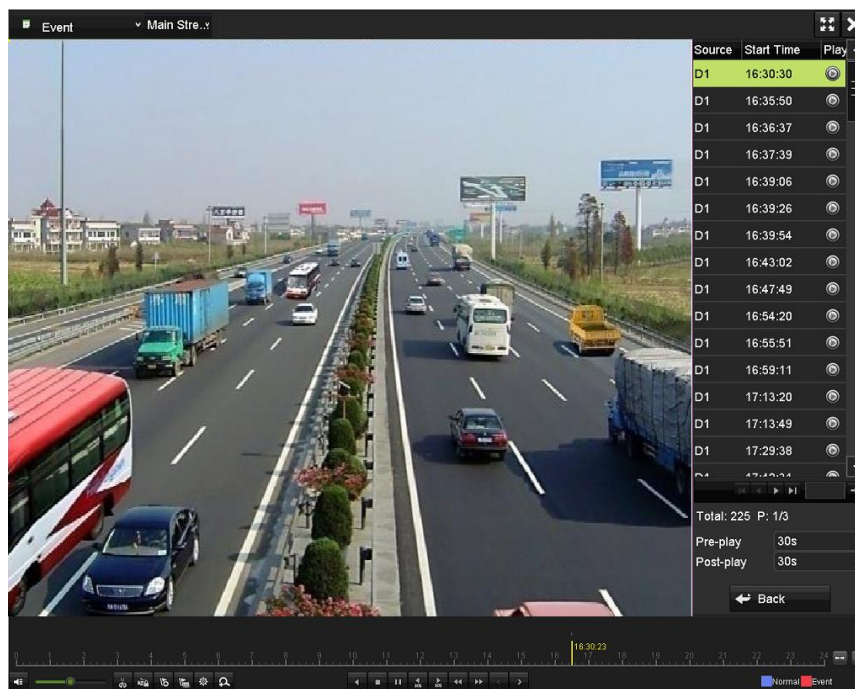 Event
Main Stre..
Source Start Time Play
D1 16:30:30
D1 16:35:50
D1 16:36:37
D1 16:37:39
D1 16:39:06
D1 16:39:26
D1 16:39:54
D1 16:43:02
D1 16:47:49
D1 16:54:20
D1 16:55:51
D1 16:59:11
D1 17:13:20
D1 17:13:49
D1 17:29:38
Total: 225 P: 1/3
Pre-play 30s
Post-play 30s
Back
16:30:23
0 1 2 3 4 5 6 7 8 9 10 11 12 13 14 15 16 17 18 19 20 21 22 23 24
Normal Event